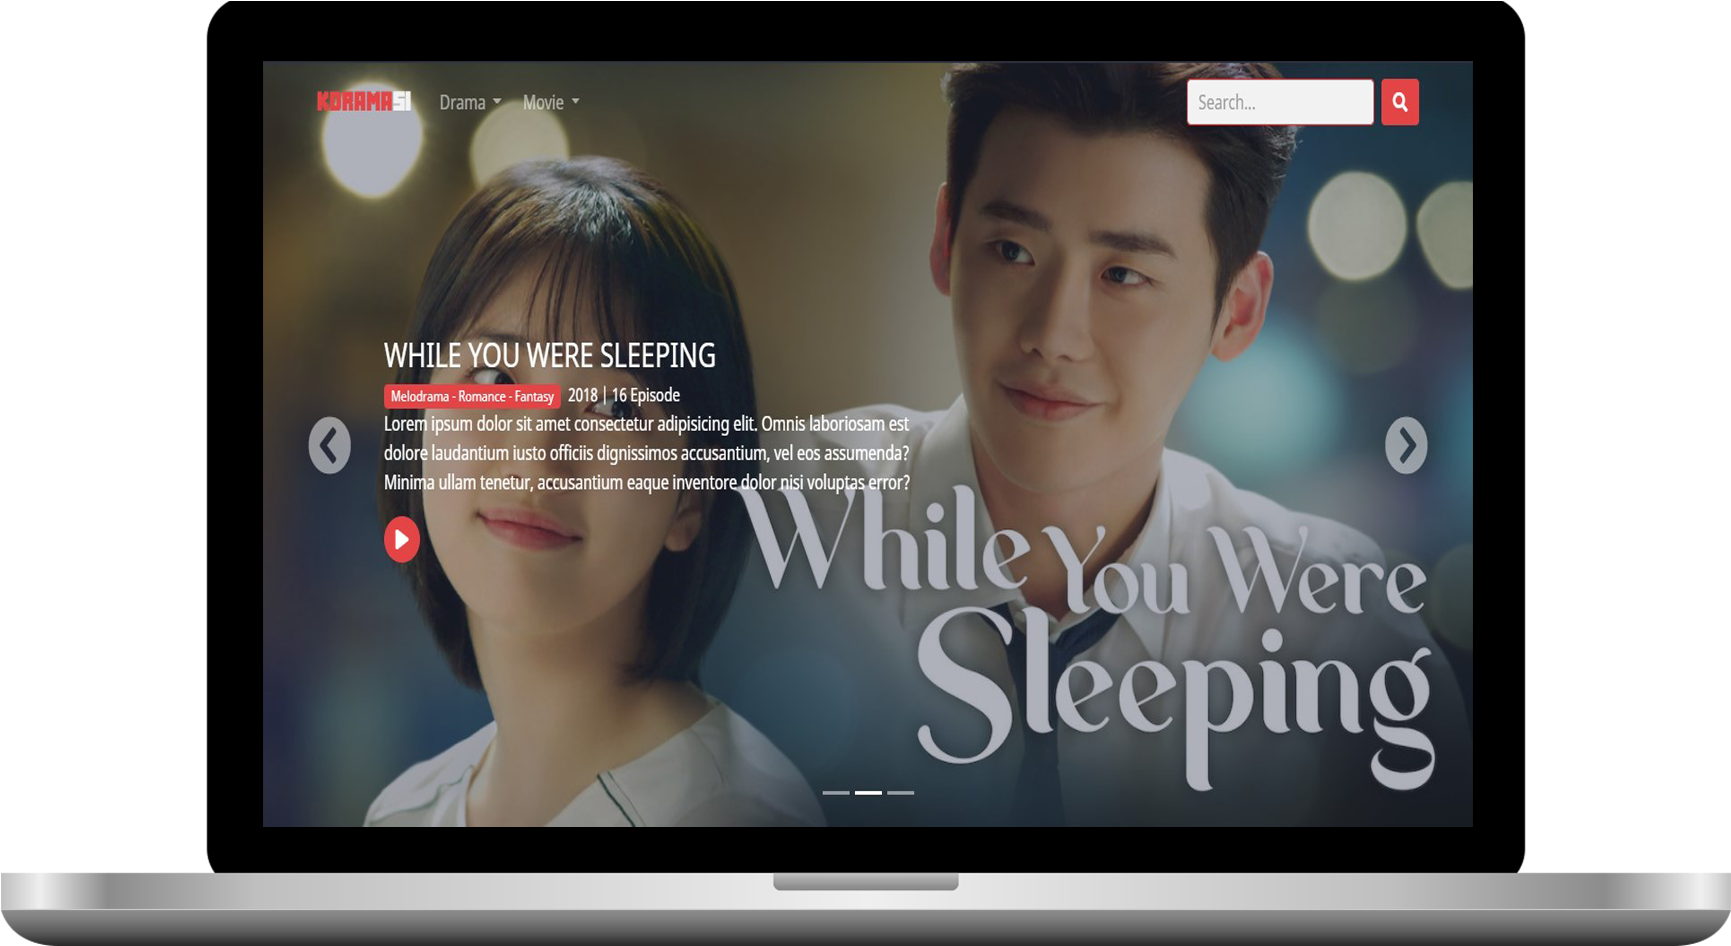 KDRAMASI
Drama
Movie
Search...
WHILE YOU WERE SLEEPING
Melodrama - Romance - Fantasy
2018 | 16 Episode
Lorem ipsum dolor sit amet consectetur adipisicing elit. Omnis laboriosam est
dolore laudantium iusto officiis dignissimos accusantium, vel eos assumenda?
Minima ullam tenetur, accusantium eaque inventore dolor nisi voluptas error?
While You Were
Sleeping